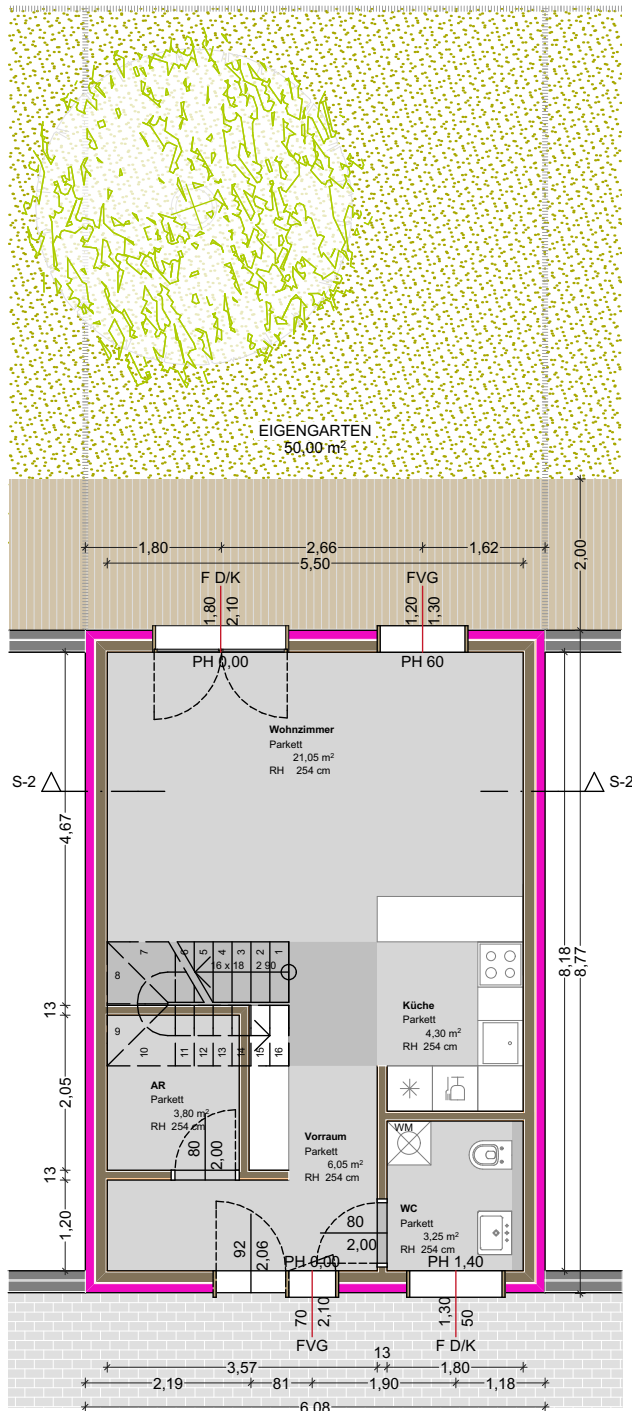 EIGENGARTEN
50,00 m²
1,80 2,66 1,62
5,50
2,00
F D/K FVG
1,80 2,10 1,20 1,30
PH 0,00 PH 60
Wohnzimmer
Parkett
21,05 m²
RH 254 cm
S-2 S-2
4,67
8,18 8,77
7 6 5 4 3 2 1
8 16 x 18 2 90
13
9 10 11 12 13 14 15 16
Küche
Parkett
4,30 m²
RH 254 cm
2,05
AR
Parkett
3,80 m²
RH 254 cm
80 2,00
WM
Vorraum
Parkett
6,05 m²
RH 254 cm
13
1,20
WC
Parkett
3,25 m²
RH 254 cm
80
2,00
92 2,06
PH 0,00 PH 1,40
70 2,10 1,30 50
FVG F D/K
13
3,57 1,80
2,19 81 1,90 1,18
6,08